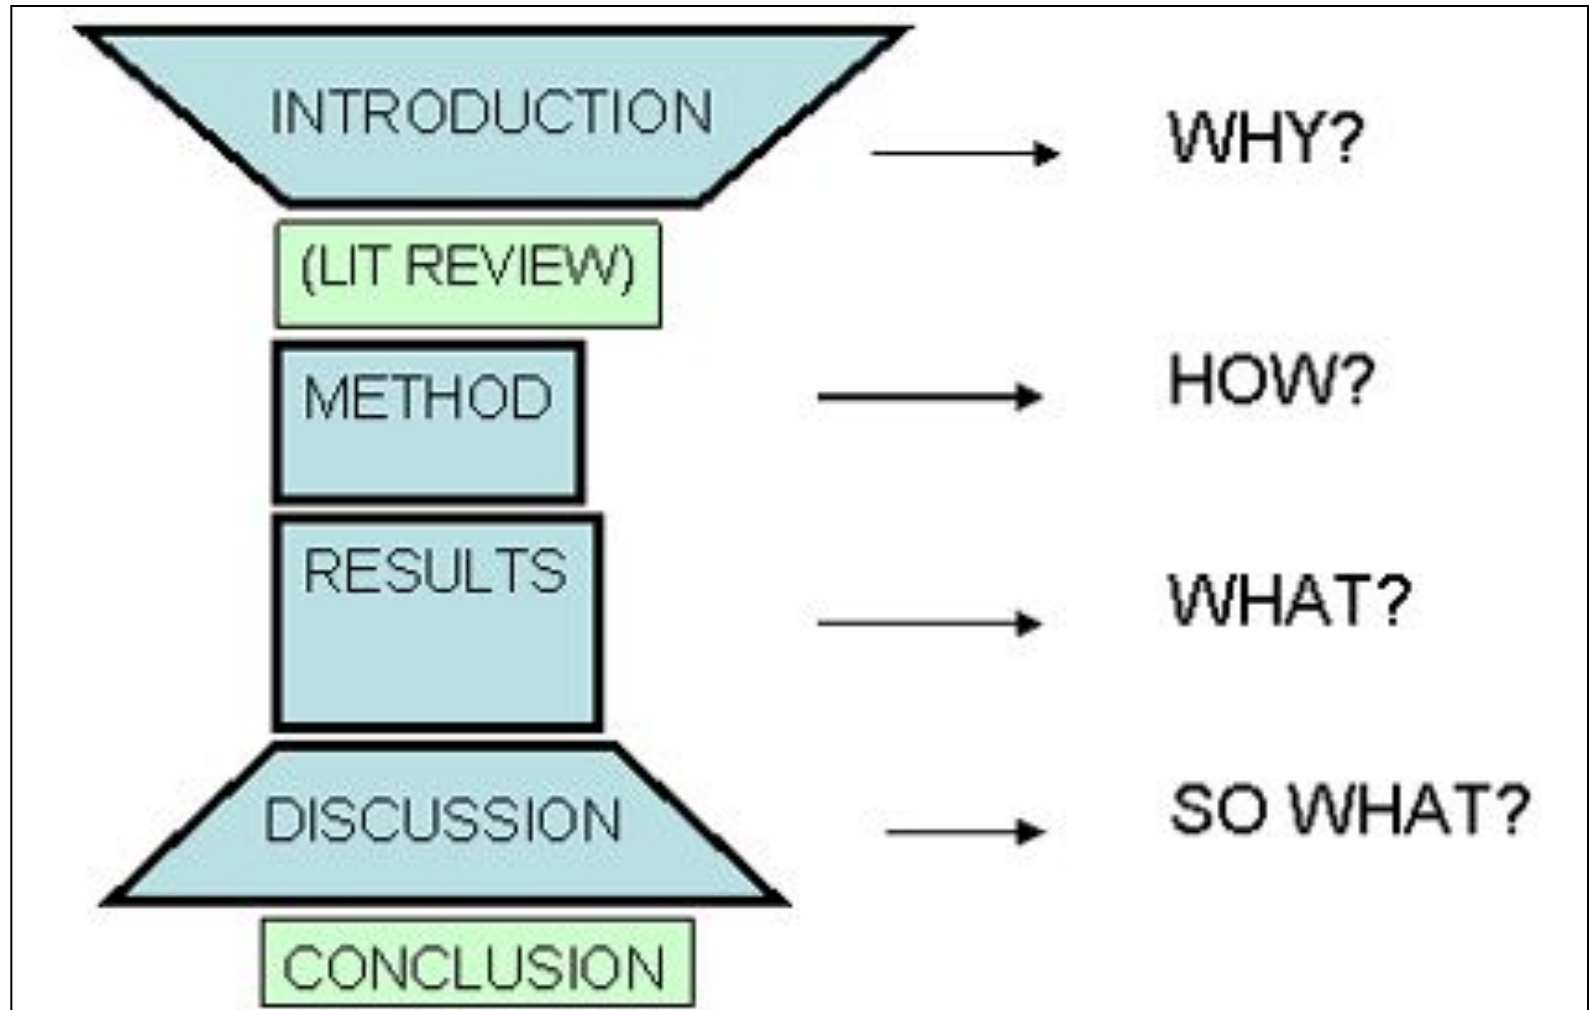 INTRODUCTION
WHY?
(LIT REVIEW)
METHOD
HOW?
RESULTS
WHAT?
DISCUSSION
SO WHAT?
CONCLUSION